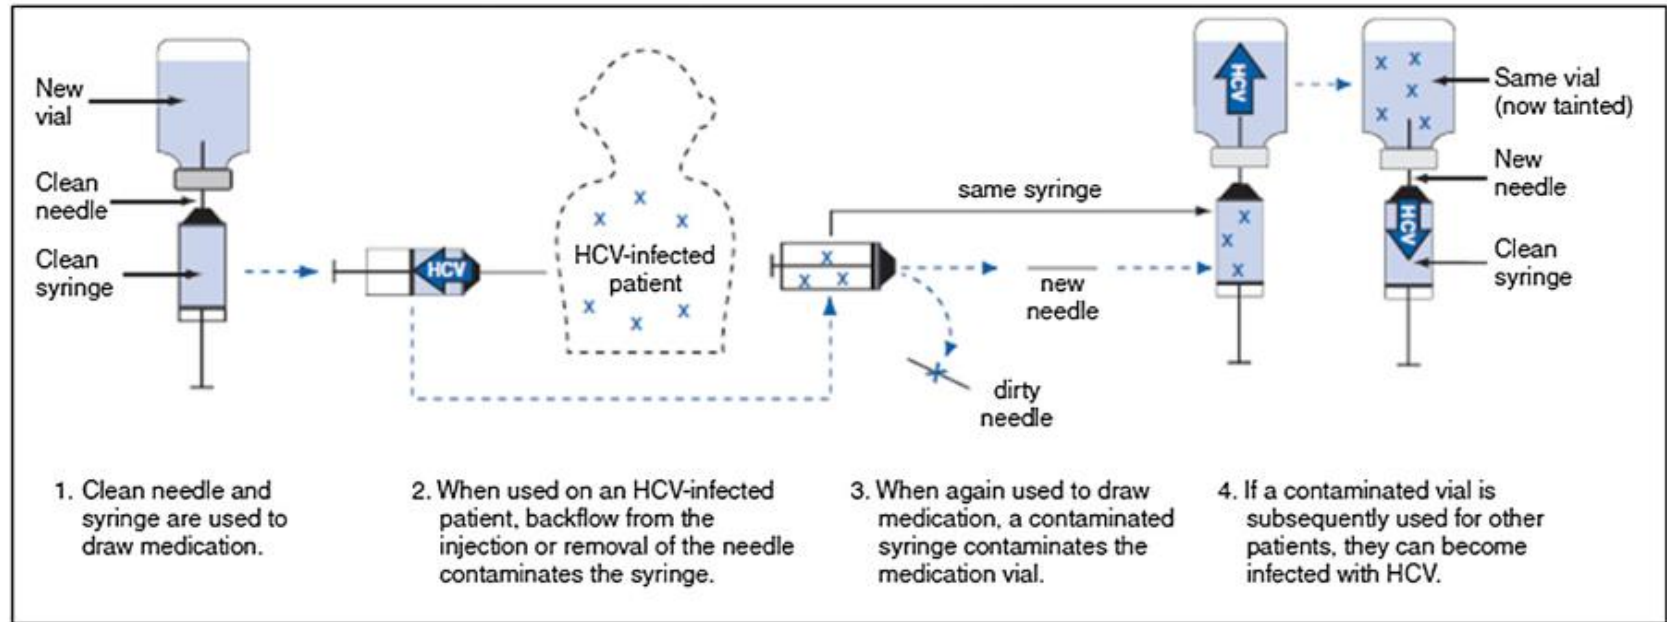 New
vial
Clean
needle
Clean
syringe
HCV
HCV-infected
patient
same syringe
new
needle
dirty
needle
HCV
Same vial
(now tainted)
New
needle
HCV
Clean
syringe
1. Clean needle and
syringe are used to
draw medication.
2. When used on an HCV-infected
patient, backflow from the
injection or removal of the needle
contaminates the syringe.
3. When again used to draw
medication, a contaminated
syringe contaminates the
medication vial.
4. If a contaminated vial is
subsequently used for other
patients, they can become
infected with HCV.